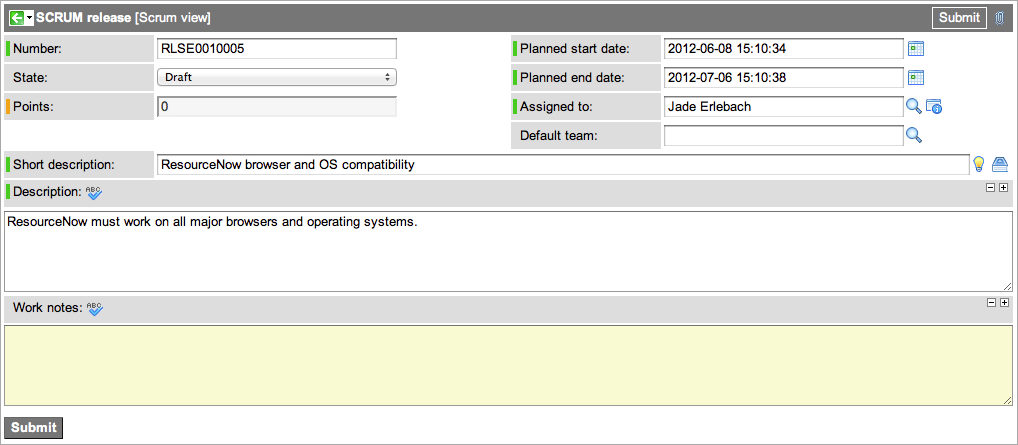 SCRUM release [Scrum view] Submit
Number: RLSE0010005 Planned start date: 2012-06-08 15:10:34
State: Draft Planned end date: 2012-07-06 15:10:38
Points: 0 Assigned to: Jade Erlebach
Default team:
Short description: ResourceNow browser and OS compatibility
Description: ABC
ResourceNow must work on all major browsers and operating systems.
Work notes: ABC
Submit